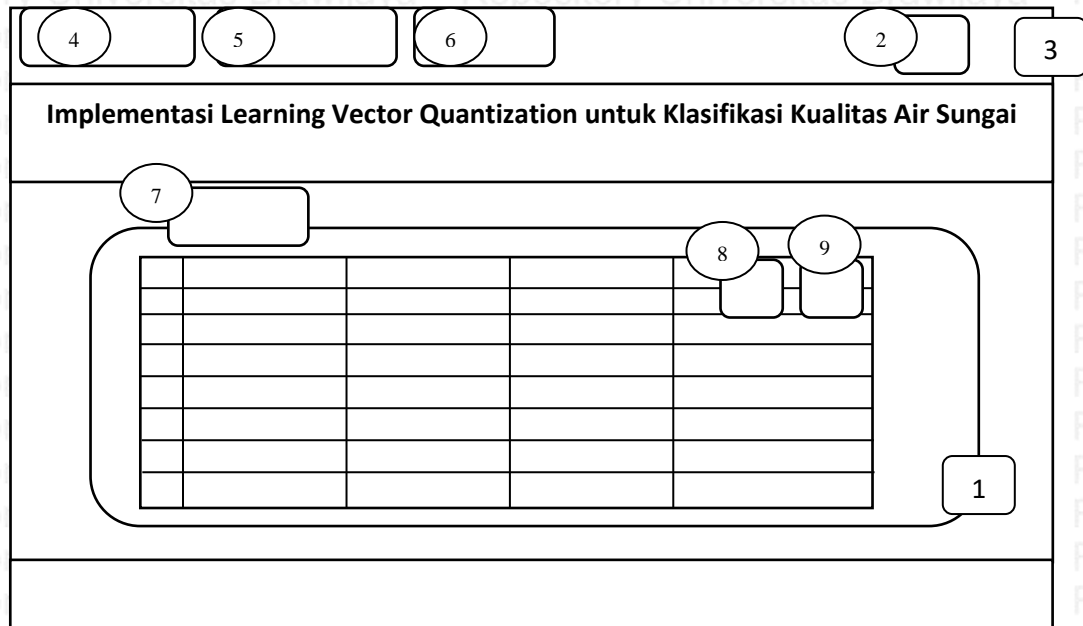 4 5 6 2 3
Implementasi Learning Vector Quantization untuk Klasifikasi Kualitas Air Sungai
7
8 9
1